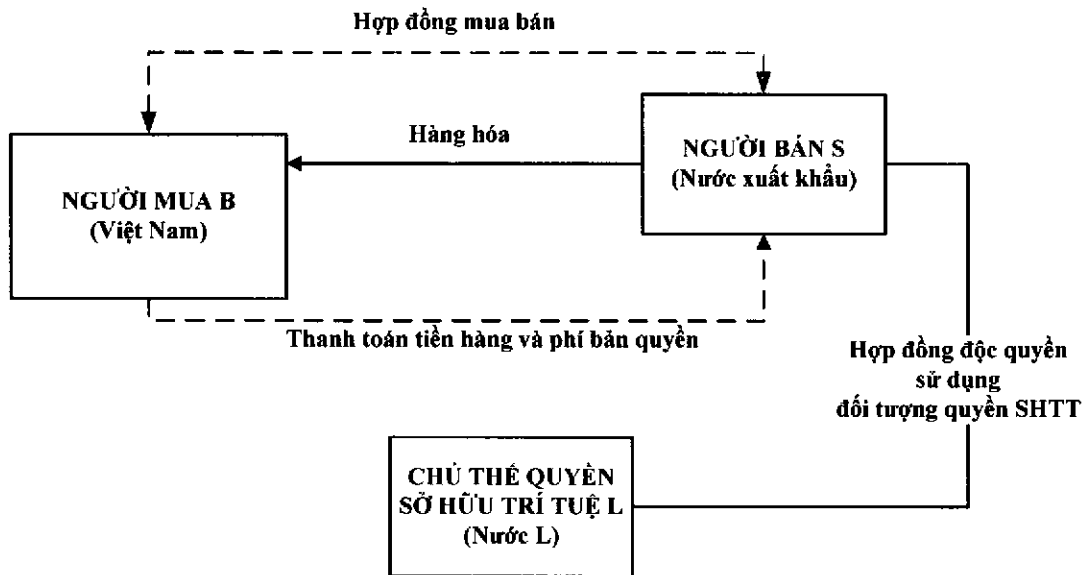 Hợp đồng mua bán
Hàng hóa
NGƯỜI BÁN S
(Nước xuất khẩu)
NGƯỜI MUA B
(Việt Nam)
Thanh toán tiền hàng và phí bản quyền
Hợp đồng độc quyền
sử dụng
đối tượng quyền SHTT
CHỦ THỂ QUYỀN
SỞ HỮU TRÍ TUỆ L
(Nước L)